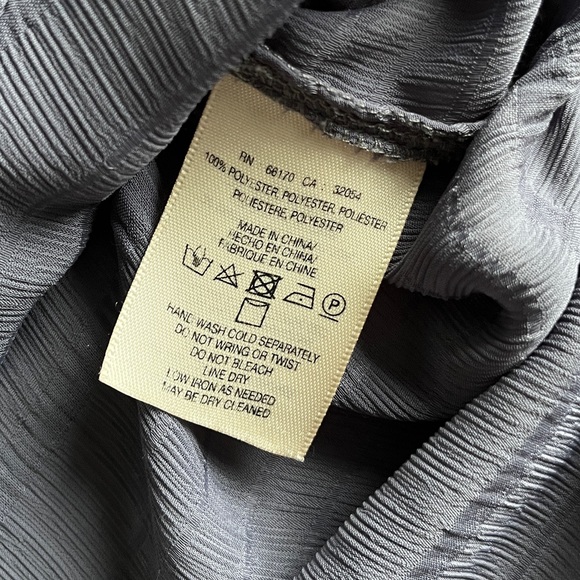 RN 66170 CA 32054
100% POLYESTER, POLYESTER, POLIÉSTER
POLIESTERE, POLYESTER
MADE IN CHINA/
HECHO EN CHINA/
FABRIQUE EN CHINE
P
HAND WASH COLD SEPARATELY
DO NOT WRING OR TWIST
DO NOT BLEACH
LINE DRY
LOW IRON AS NEEDED
MAY BE DRY CLEANED